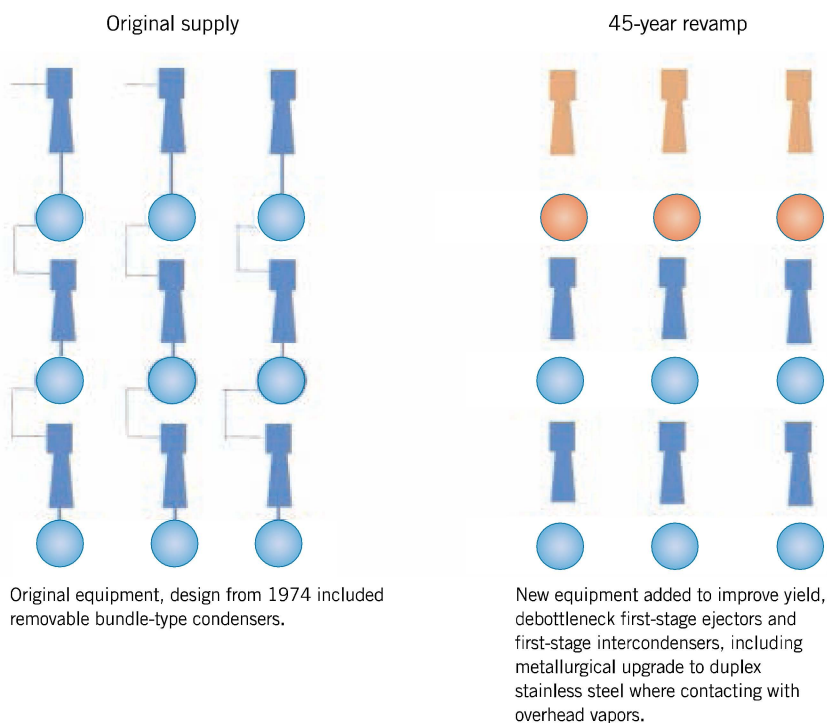 Original supply
45-year revamp
Original equipment, design from 1974 included
removable bundle-type condensers.
New equipment added to improve yield,
debottleneck first-stage ejectors and
first-stage intercondensers, including
metallurgical upgrade to duplex
stainless steel where contacting with
overhead vapors.